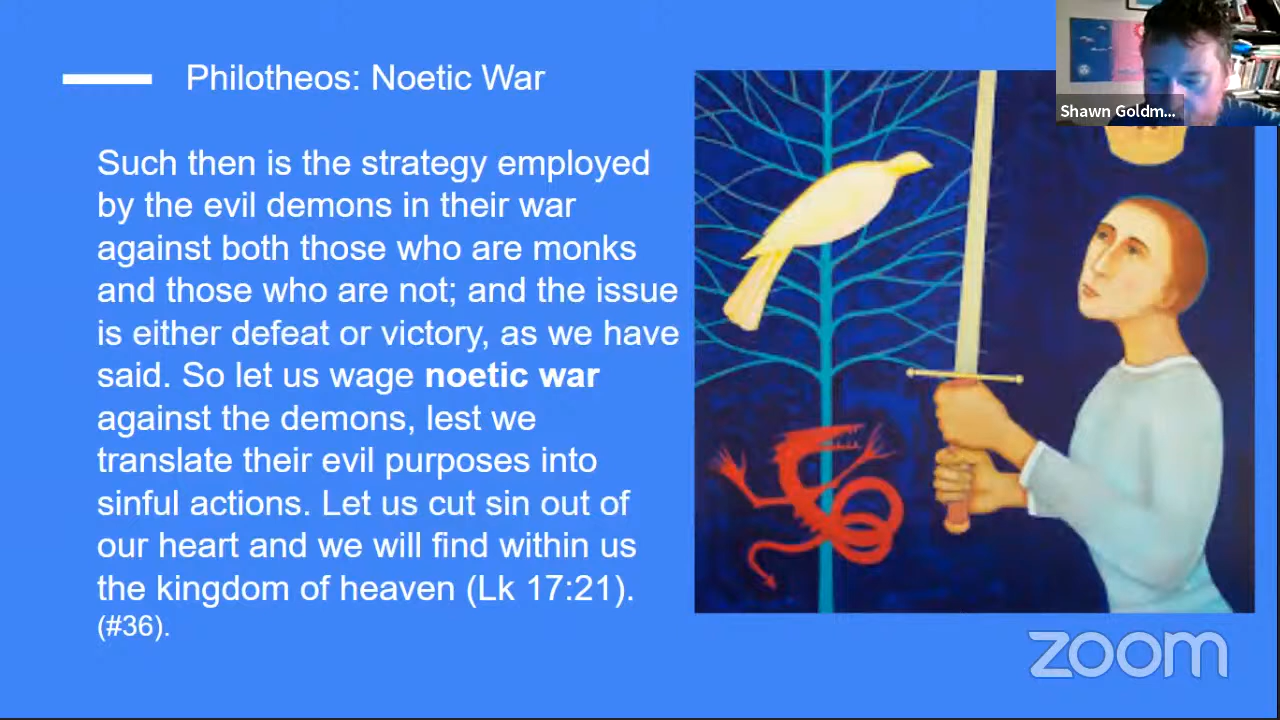 Philotheos: Noetic War
Shawn Goldm...
Such then is the strategy employed
by the evil demons in their war
against both those who are monks
and those who are not; and the issue
is either defeat or victory, as we have
said. So let us wage noetic war
against the demons, lest we
translate their evil purposes into
sinful actions. Let us cut sin out of
our heart and we will find within us
the kingdom of heaven (Lk 17:21).
(#36).
zoom